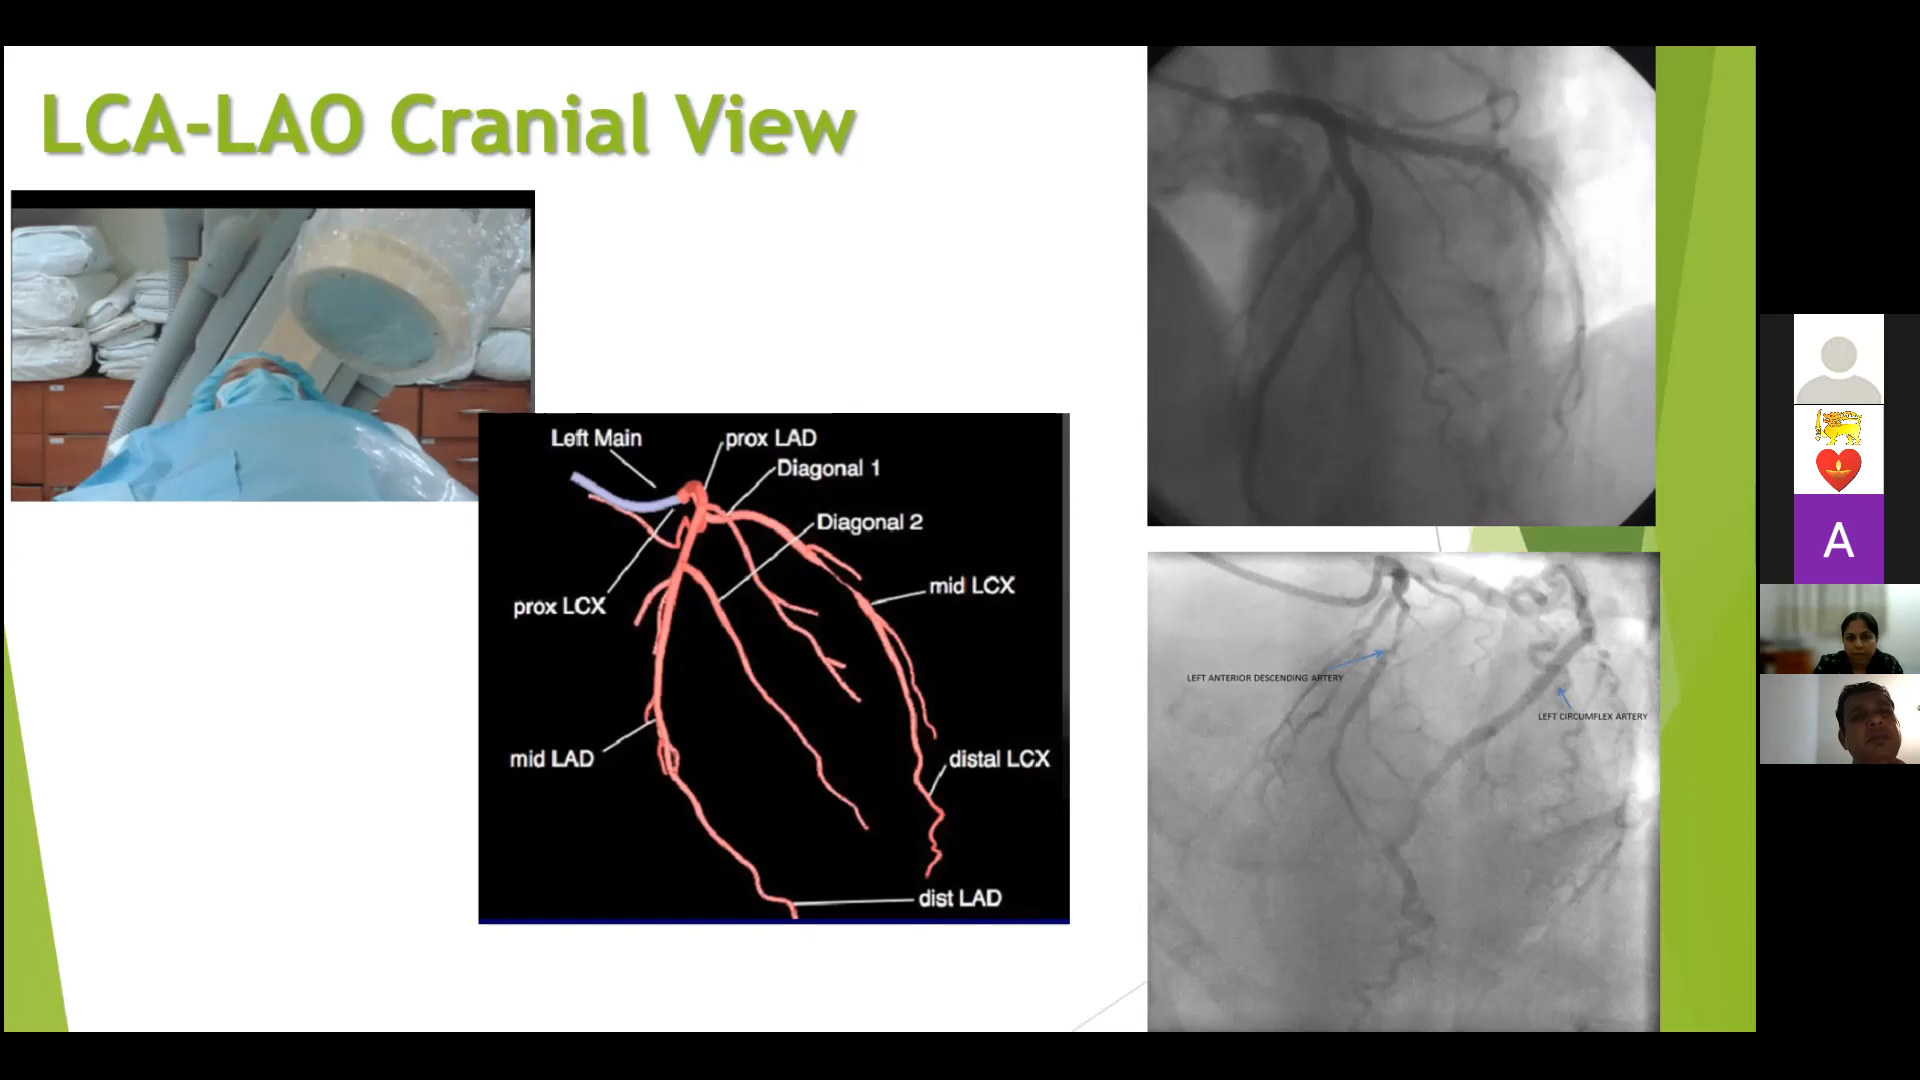 LCA-LAO Cranial View
Left Main
prox LAD
Diagonal 1
Diagonal 2
prox LCX
mid LCX
mid LAD
distal LCX
dist LAD
LEFT ANTERIOR DESCENDING ARTERY
LEFT CIRCUMFLEX ARTERY
A